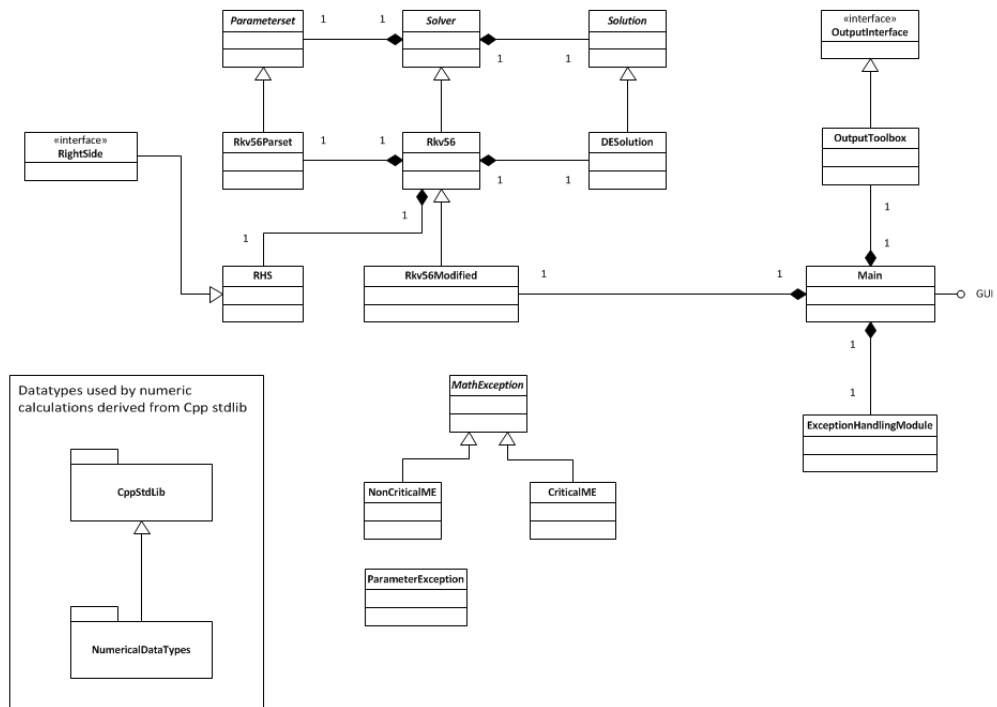 Parameterset
1
1
Solver
Solution
1
1
«interface»
OutputInterface
«interface»
RightSide
Rkv56Parset
1
1
Rkv56
DESolution
1
1
OutputToolbox
1
1
1
1
RHS
Rkv56Modified
1
1
Main
GUI
1
1
Datatypes used by numeric
calculations derived from Cpp stdlib
MathException
ExceptionHandlingModule
CppStdLib
NonCriticalME
CriticalME
ParameterException
NumericalDataTypes